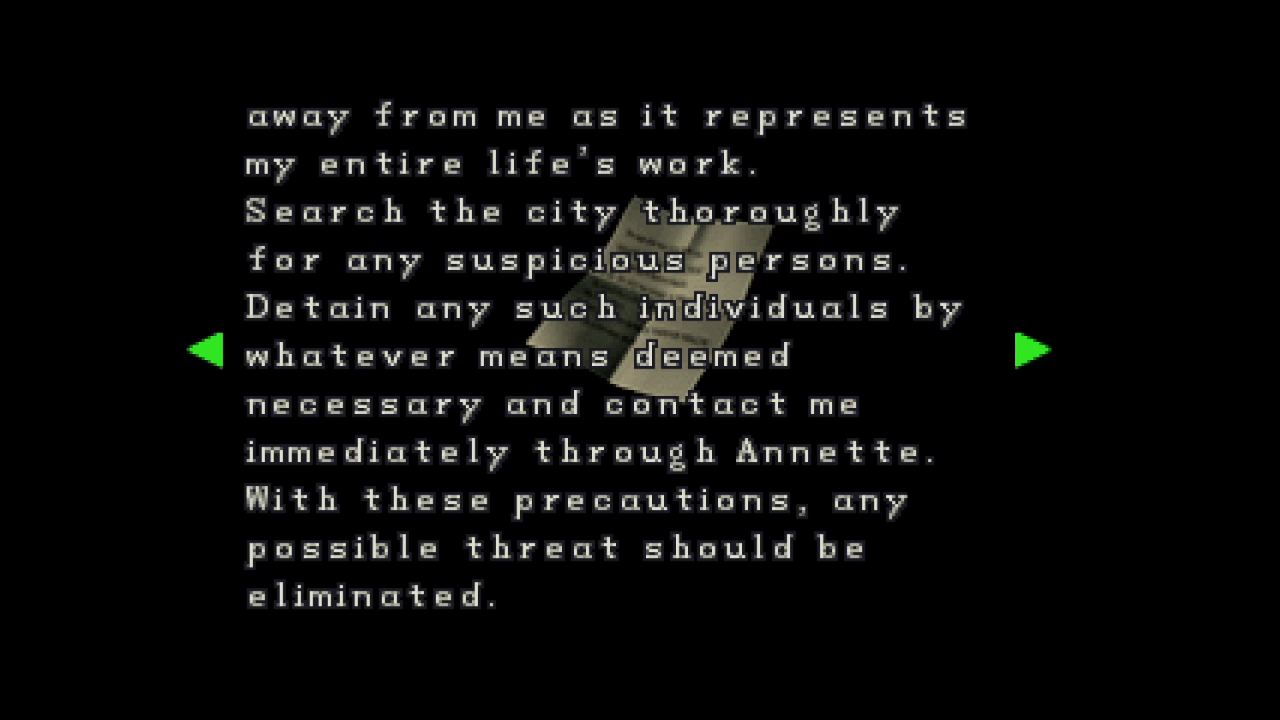 away from me as it represents
my entire life's work.
Search the city thoroughly
for any suspicious persons.
Detain any such individuals by
whatever means deemed
necessary and contact me
immediately through Annette.
With these precautions, any
possible threat should be
eliminated.